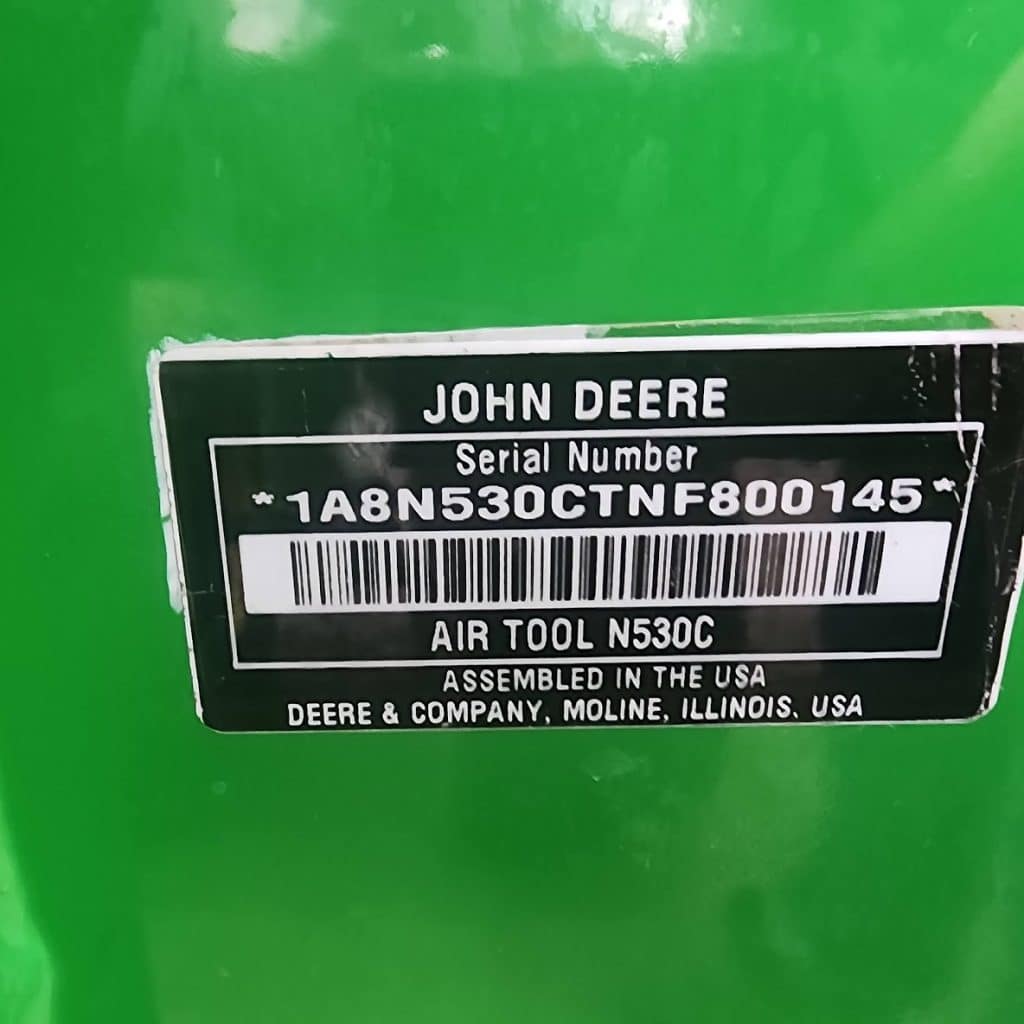 JOHN DEERE
Serial Number
*1A8N530CTNF800145*
AIR TOOL N530C
ASSEMBLED IN THE USA
DEERE & COMPANY, MOLINE, ILLINOIS, USA